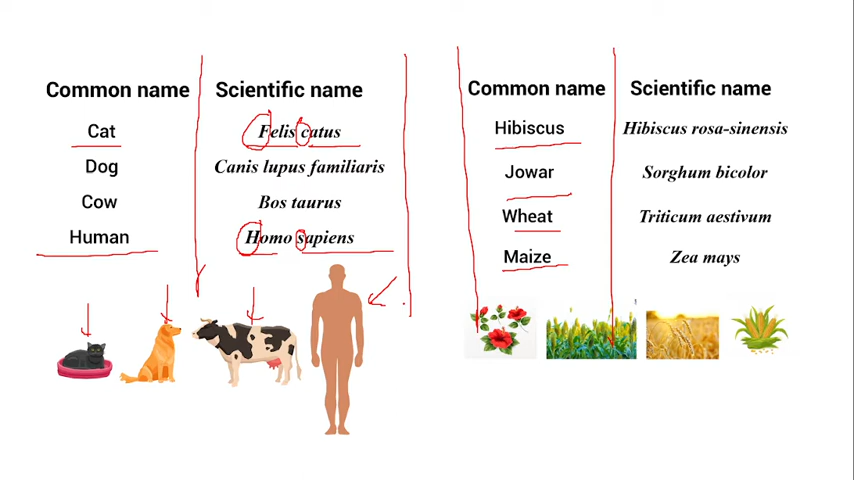 Common name Scientific name
Cat Felis catus
Dog Canis lupus familiaris
Cow Bos taurus
Human Homo sapiens
Common name Scientific name
Hibiscus Hibiscus rosa-sinensis
Jowar Sorghum bicolor
Wheat Triticum aestivum
Maize Zea mays